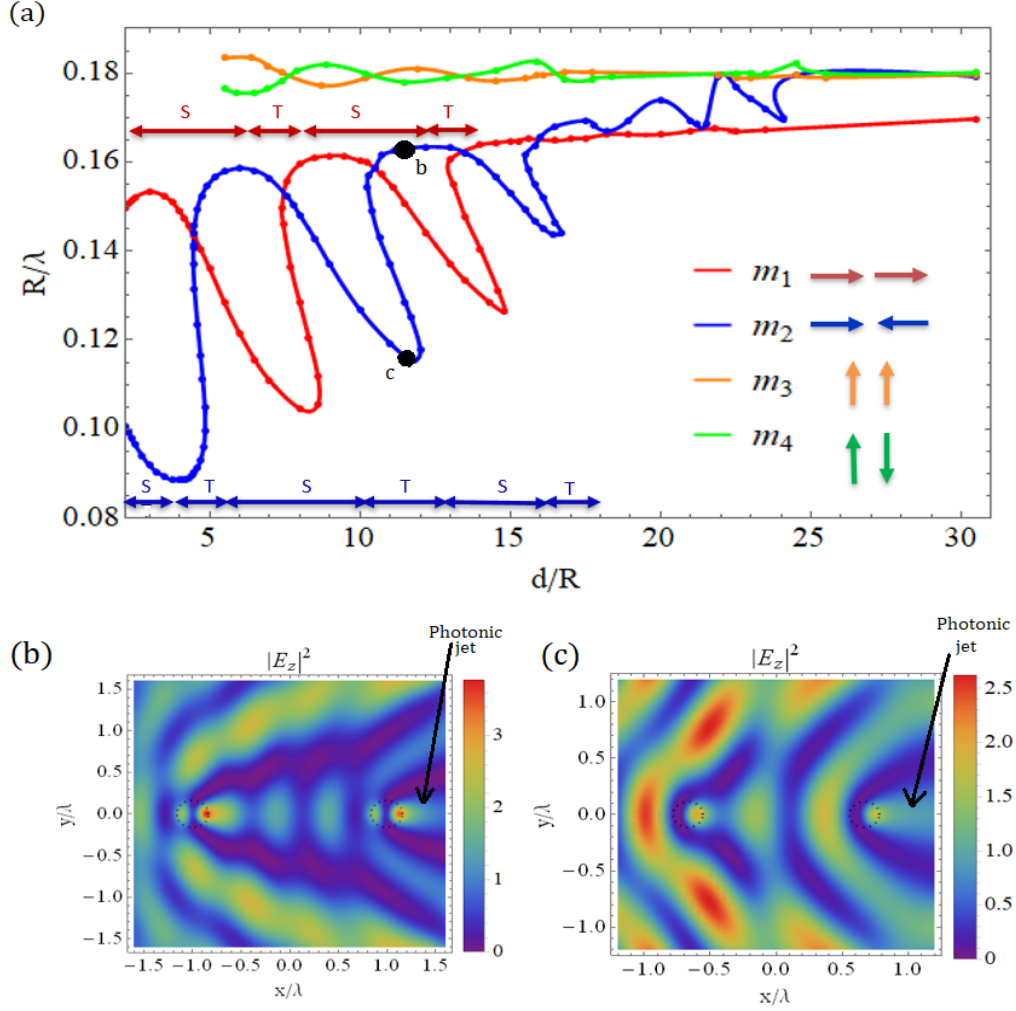 (a)
0.18
0.16
0.14
0.12
0.10
0.08
R/λ
S T S T
b
c
m1
m2
m3
m4
S T S T S T
5 10 15 20 25 30
d/R
(b)
|Ez|²
Photonic
jet
1.5
1.0
0.5
0.0
−0.5
−1.0
−1.5
y/λ
−1.5 −1.0 −0.5 0.0 0.5 1.0 1.5
x/λ
3
2
1
0
(c)
|Ez|²
Photonic
jet
1.0
0.5
0.0
−0.5
−1.0
y/λ
−1.0 −0.5 0.0 0.5 1.0
x/λ
2.5
2.0
1.5
1.0
0.5
0